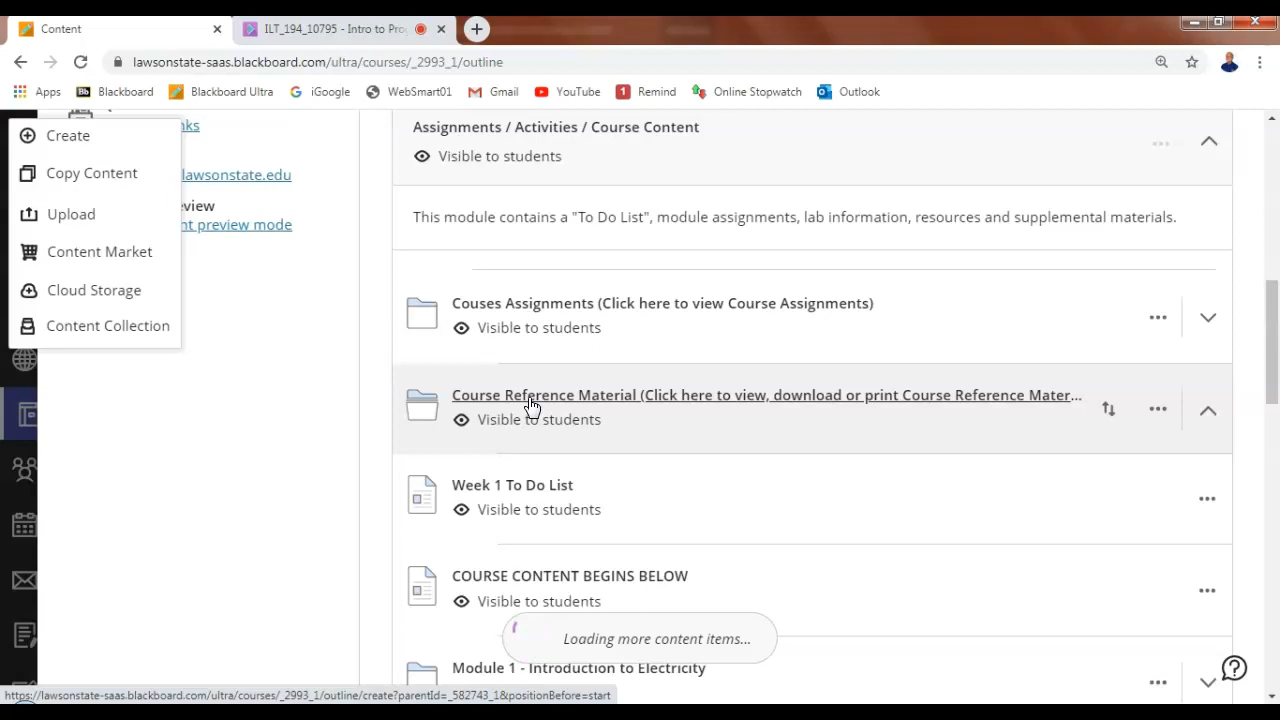 Content
ILT_194_10795 - Intro to Pro
lawsonstate-saas.blackboard.com/ultra/courses/_2993_1/outline
Apps
Bb Blackboard
Blackboard Ultra
iGoogle
WebSmart01
Gmail
YouTube
1 Remind
Online Stopwatch
Outlook
Create
Copy Content
Upload
Content Market
Cloud Storage
Content Collection
nks
lawsonstate.edu
eview
nt preview mode
Assignments / Activities / Course Content
Visible to students
This module contains a "To Do List", module assignments, lab information, resources and supplemental materials.
Couses Assignments (Click here to view Course Assignments)
Visible to students
Course Reference Material (Click here to view, download or print Course Reference Mater...
Visible to students
Week 1 To Do List
Visible to students
COURSE CONTENT BEGINS BELOW
Visible to students
Loading more content items...
Module 1 - Introduction to Electricity
https://lawsonstate-saas.blackboard.com/ultra/courses/_2993_1/outline/create?parentId=_582743_1&positionBefore=start